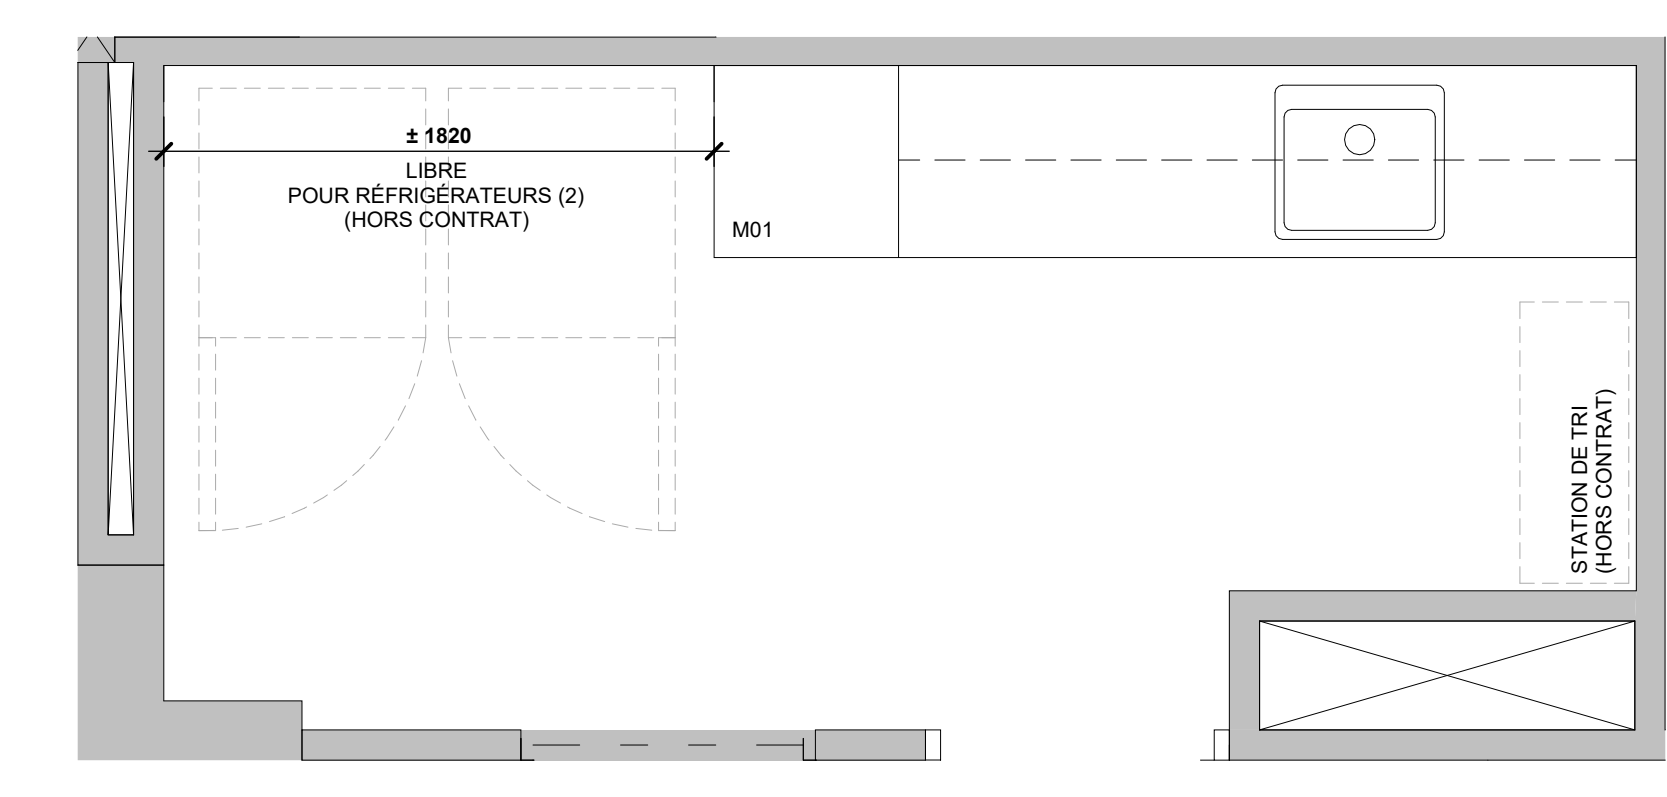 ± 1820
LIBRE
POUR RÉFRIGÉRATEURS (2)
(HORS CONTRAT)
M01
STATION DE TRI
(HORS CONTRAT)